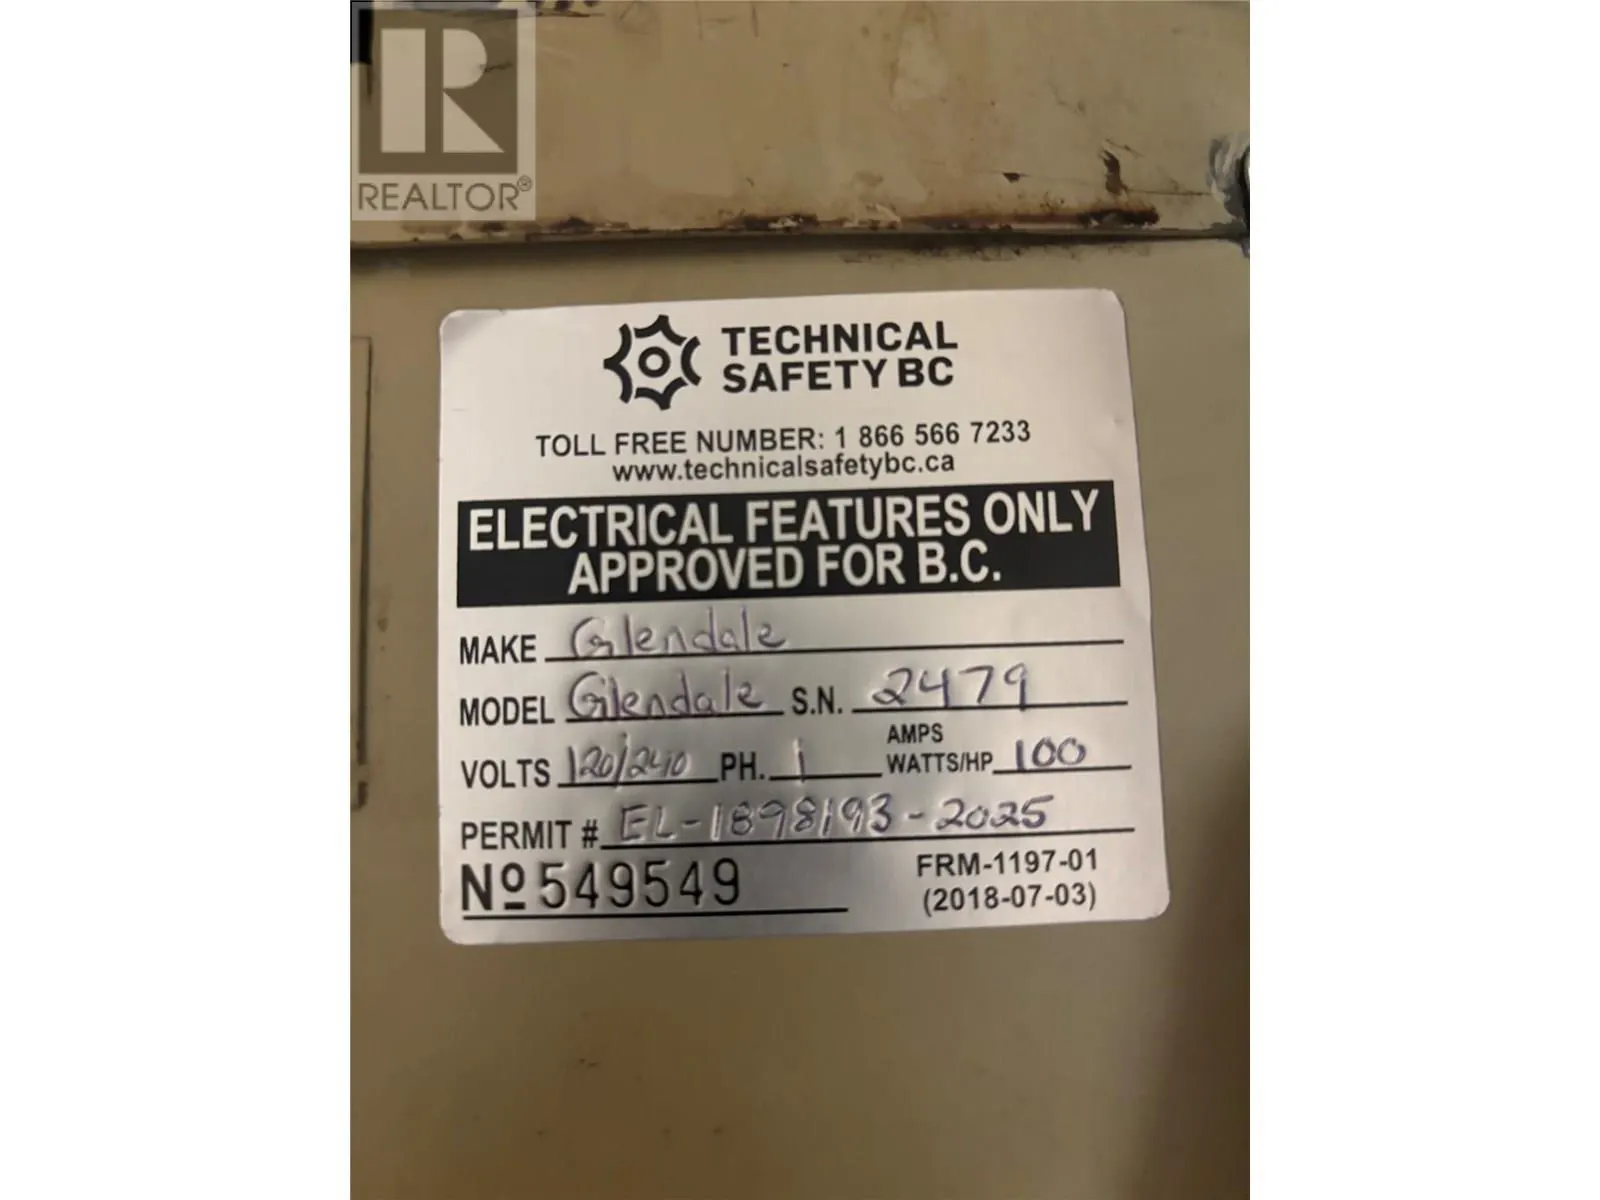 REALTOR®
TECHNICAL
SAFETY BC
TOLL FREE NUMBER: 1 866 566 7233
www.technicalsafetybc.ca
ELECTRICAL FEATURES ONLY
APPROVED FOR B.C.
MAKE Glendale
MODEL Glendale S.N. 2479
AMPS
VOLTS 120/240 PH. 1 WATTS/HP 100
PERMIT # EL-1898193-2025
Nº 549549
FRM-1197-01
(2018-07-03)